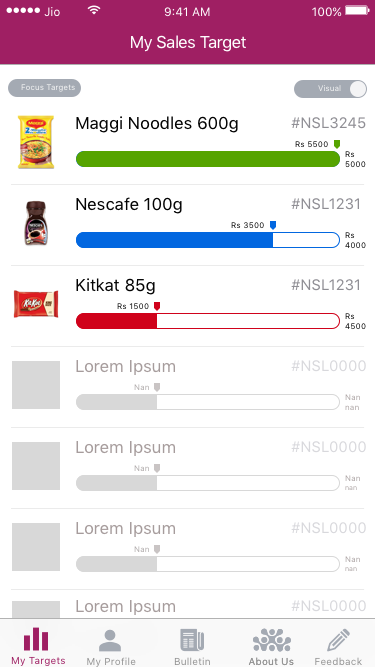 Jio 9:41 AM 100%
My Sales Target
Focus Targets Visual
Maggi Noodles 600g #NSL3245
Rs 5500
Rs
5000
Nescafe 100g #NSL1231
Rs 3500
Rs
4000
Kitkat 85g #NSL1231
Rs 1500
Rs
4500
Lorem Ipsum #NSL0000
Nan
Nan
nan
Lorem Ipsum #NSL0000
Nan
Nan
nan
Lorem Ipsum #NSL0000
Nan
Nan
nan
Lorem Ipsum #NSL0000
My Targets My Profile Bulletin About Us Feedback